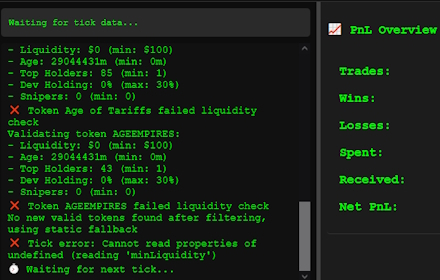 Waiting for tick data...
- Liquidity: $0 (min: $100)
- Age: 29044431m (min: 0m)
- Top Holders: 85 (min: 1)
- Dev Holding: 0% (max: 30%)
- Snipers: 0 (min: 0)
❌ Token Age of Tariffs failed liquidity
check
Validating token AGEEMPIRES:
- Liquidity: $0 (min: $100)
- Age: 29044431m (min: 0m)
- Top Holders: 43 (min: 1)
- Dev Holding: 0% (max: 30%)
- Snipers: 0 (min: 0)
❌ Token AGEEMPIRES failed liquidity check
No new valid tokens found after filtering,
using static fallback
❌ Tick error: Cannot read properties of
undefined (reading 'minLiquidity')
⏱ Waiting for next tick...
📈 PnL Overview
Trades:
Wins:
Losses:
Spent:
Received:
Net PnL: